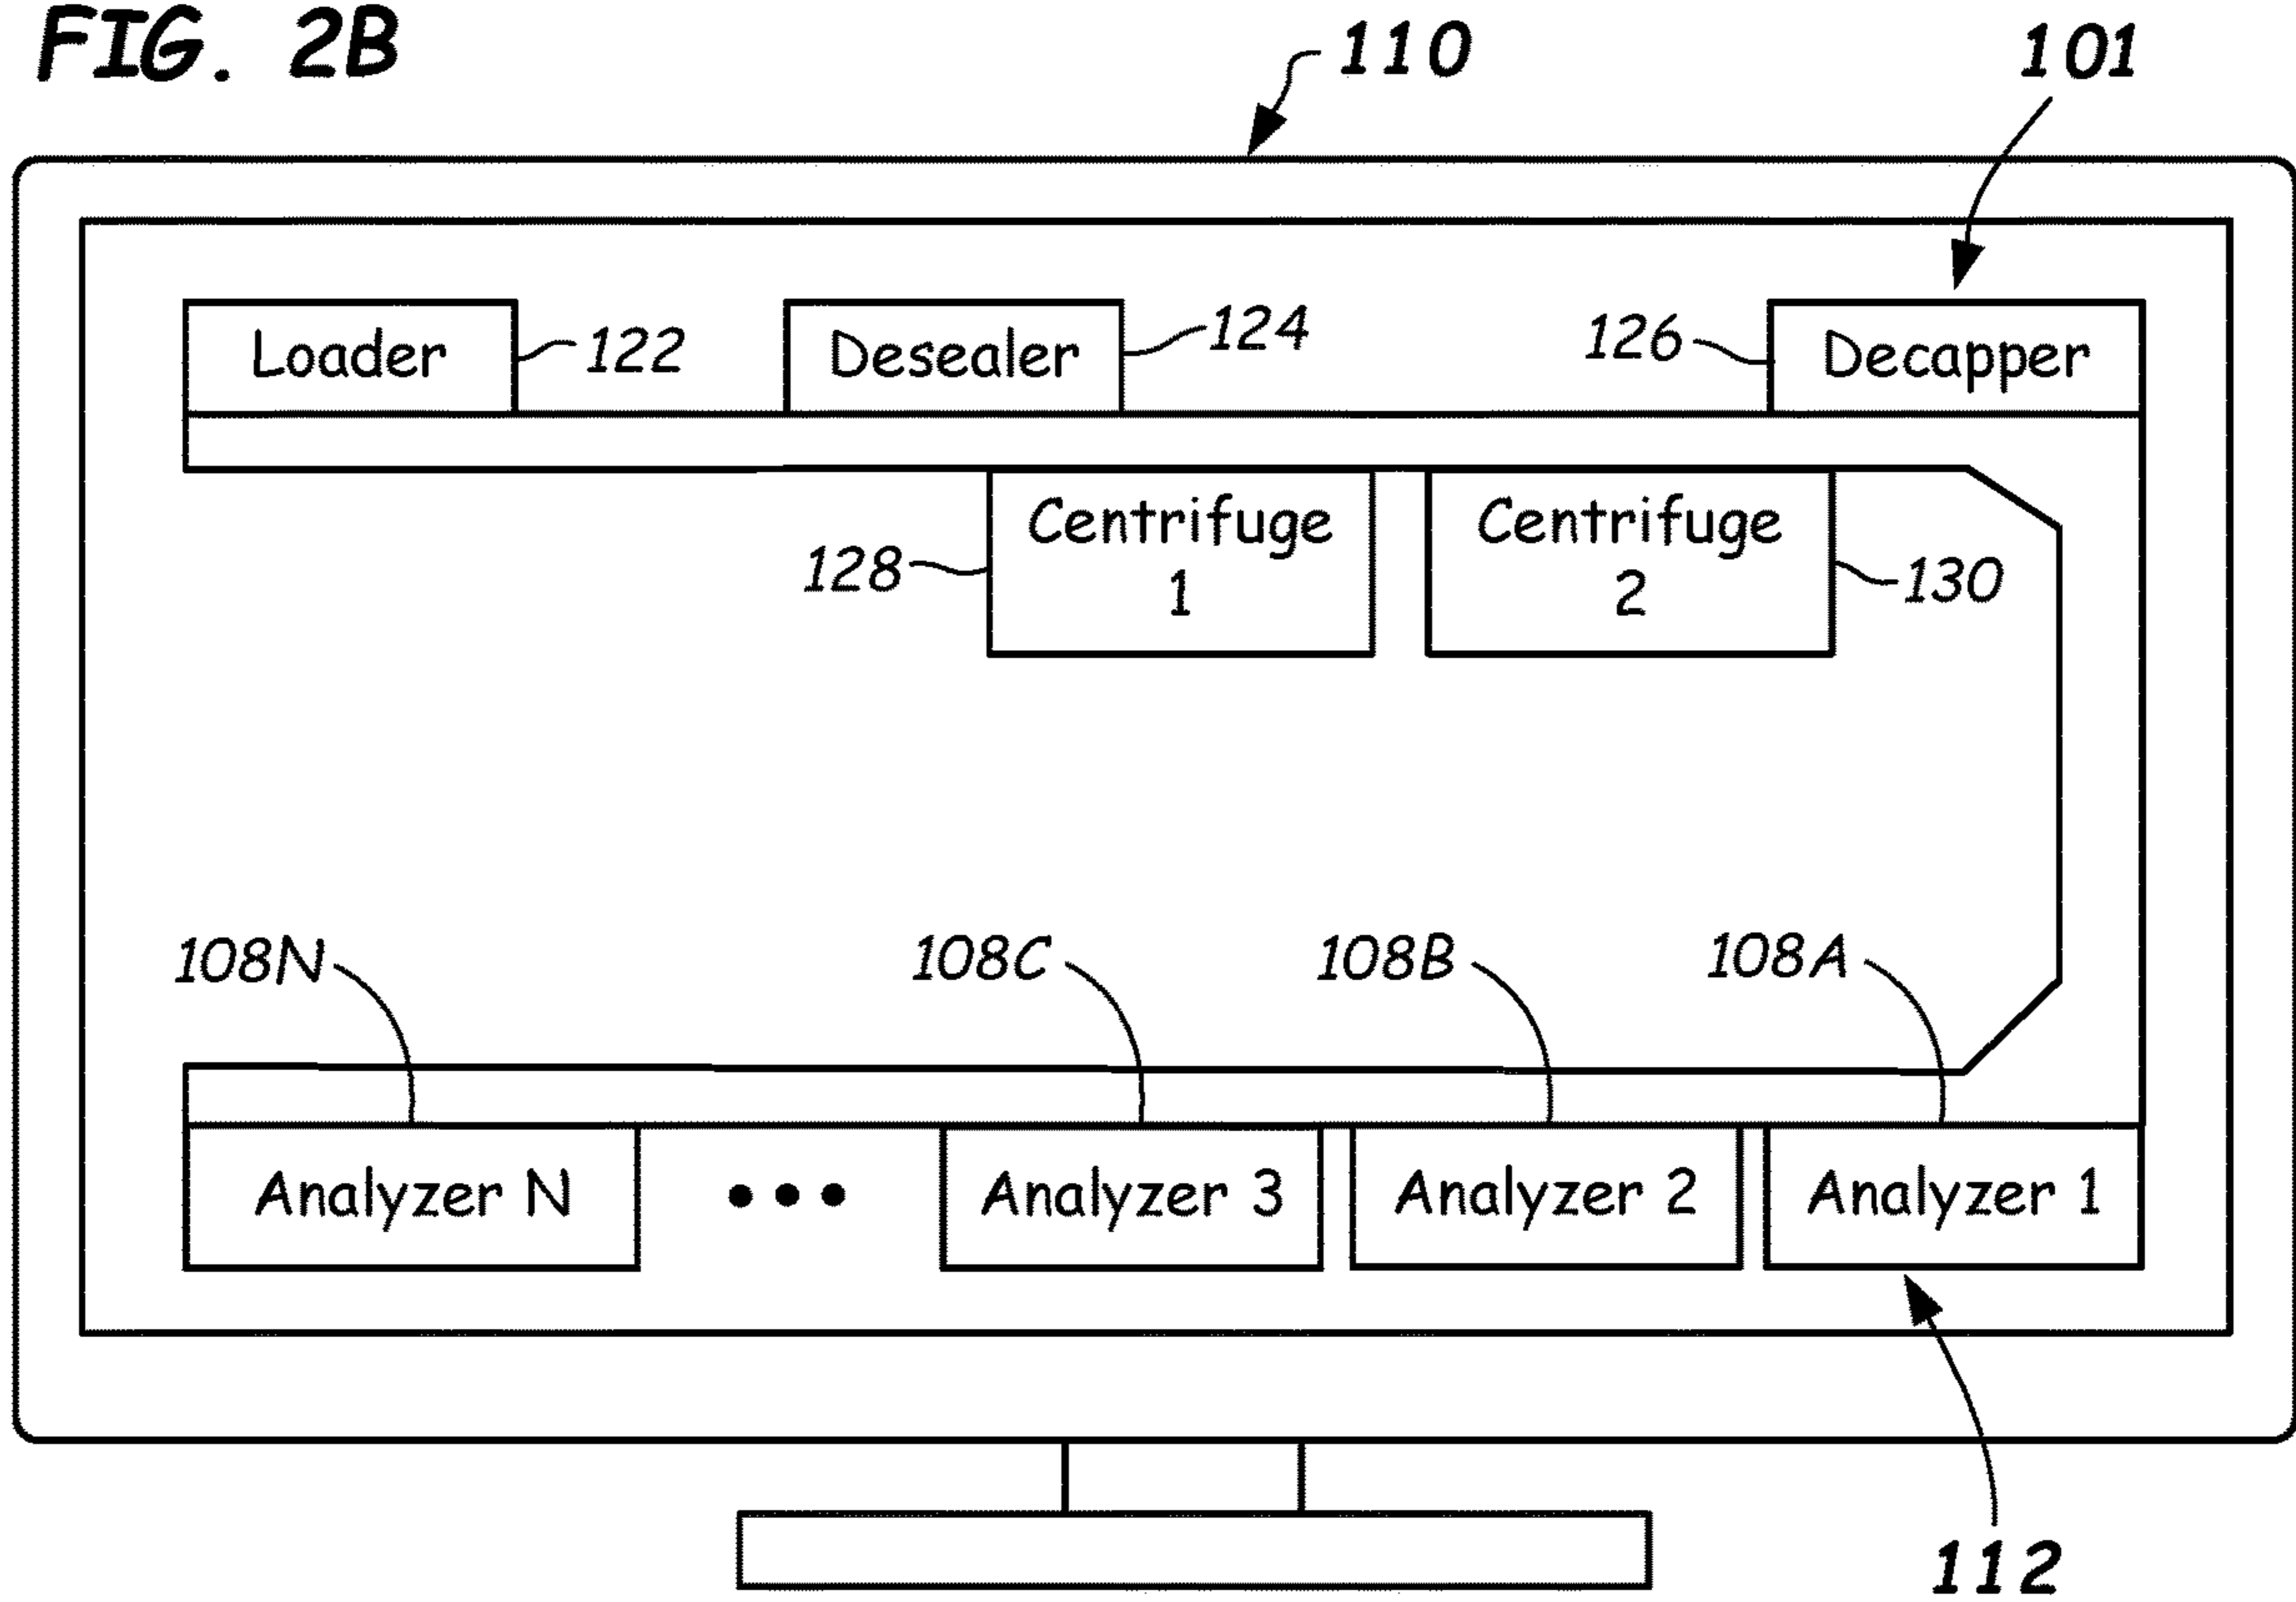 FIG. 2B
110
101
Loader
122
Desealer
124
126
Decapper
Centrifuge
1
128
Centrifuge
2
130
108N
108C
108B
108A
Analyzer N
•••
Analyzer 3
Analyzer 2
Analyzer 1
112